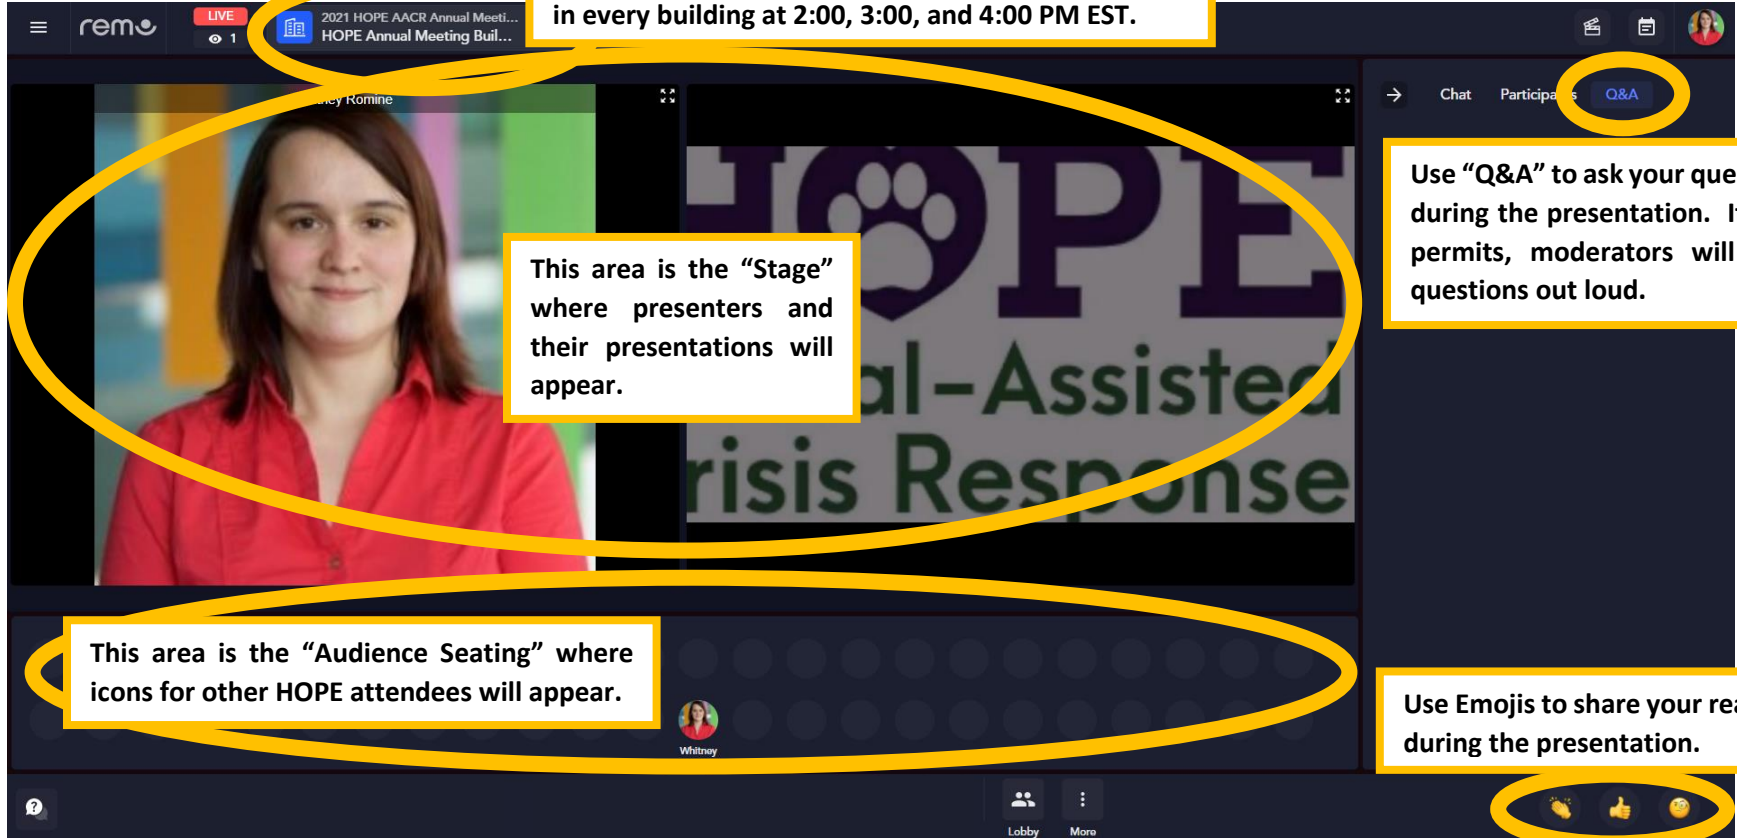 in every building at 2:00, 3:00, and 4:00 PM EST.
remo
LIVE
1
2021 HOPE AACR Annual Meeti...
HOPE Annual Meeting Buil...
Romine
Chat Participants Q&A
HOPE
al-Assisted
risis Response
This area is the “Stage”
where presenters and
their presentations will
appear.
Use “Q&A” to ask your que
during the presentation. I
permits, moderators will
questions out loud.
This area is the “Audience Seating” where
icons for other HOPE attendees will appear.
Whitney
Use Emojis to share your rea
during the presentation.
Lobby More